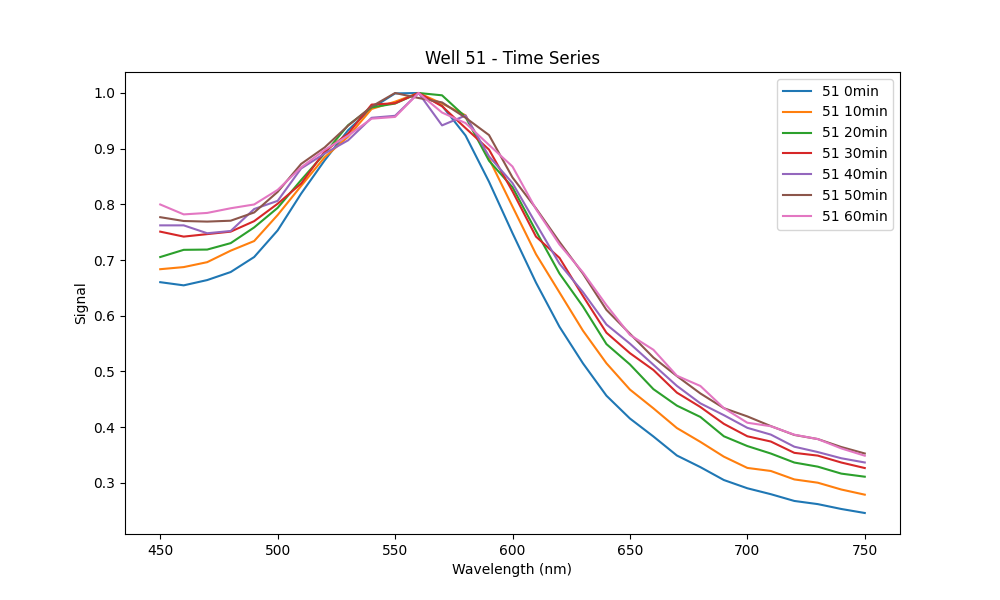 Well 51 - Time Series
Signal
1.0
0.9
0.8
0.7
0.6
0.5
0.4
0.3
51 0min
51 10min
51 20min
51 30min
51 40min
51 50min
51 60min
450 500 550 600 650 700 750
Wavelength (nm)